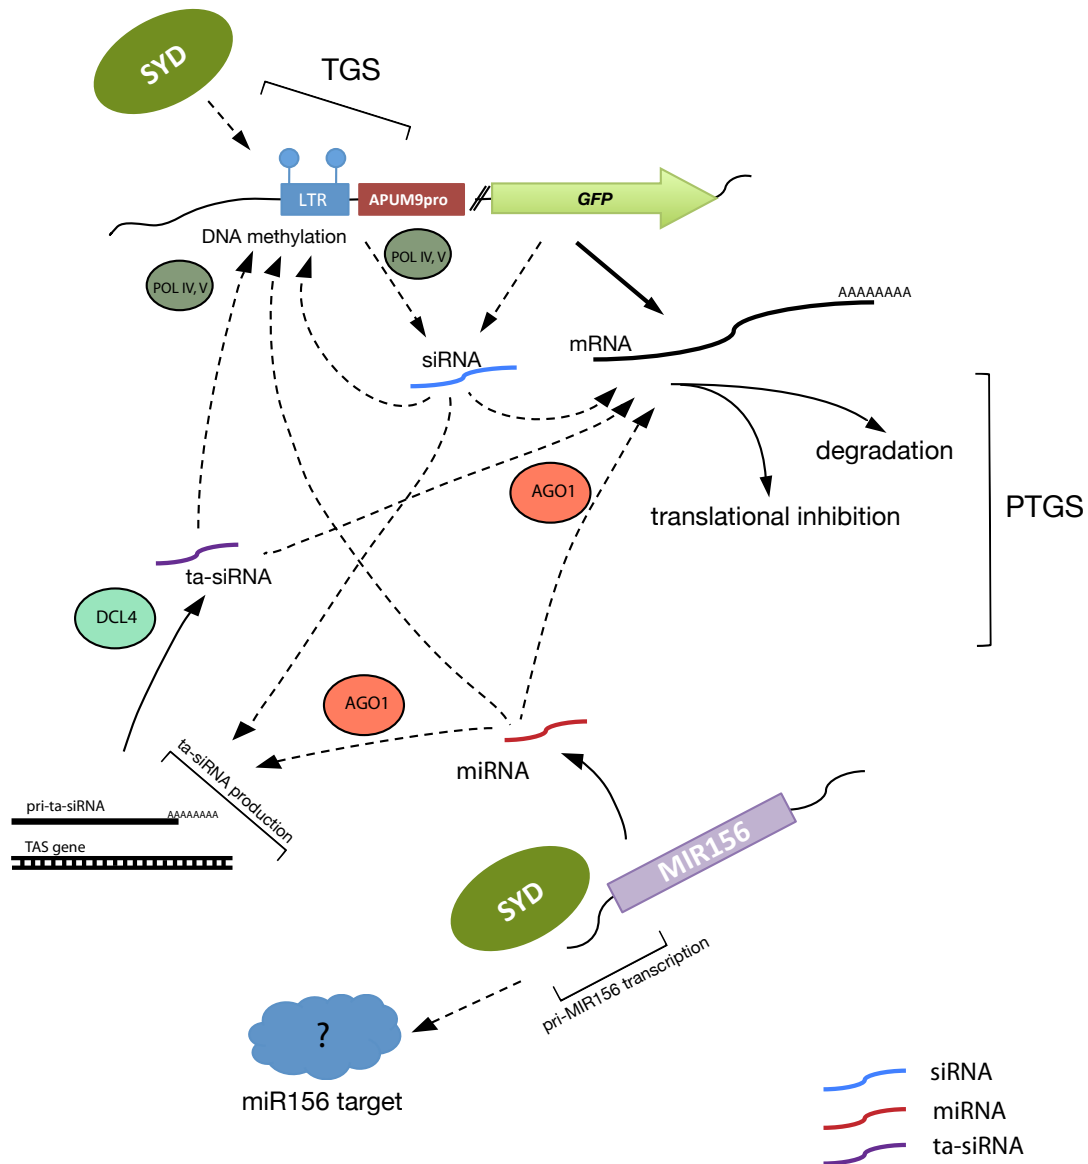 SYD
TGS
LTR
APUM9pro
GFP
DNA methylation
POL IV, V
POL IV, V
AAAAAAAA
mRNA
siRNA
degradation
AGO1
translational inhibition
PTGS
ta-siRNA
DCL4
AGO1
ta-siRNA production
miRNA
pri-ta-siRNA
AAAAAAAA
TAS gene
MIR156
SYD
pri-MIR156 transcription
?
miR156 target
siRNA
miRNA
ta-siRNA